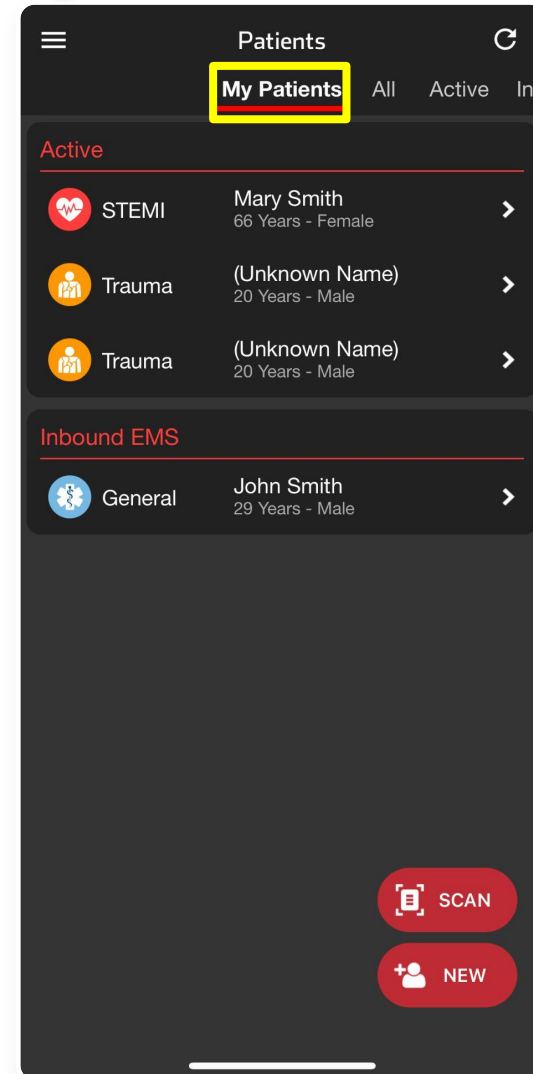 Patients
My Patients All Active In
Active
STEMI Mary Smith
66 Years - Female
Trauma (Unknown Name)
20 Years - Male
Trauma (Unknown Name)
20 Years - Male
Inbound EMS
General John Smith
29 Years - Male
SCAN
NEW